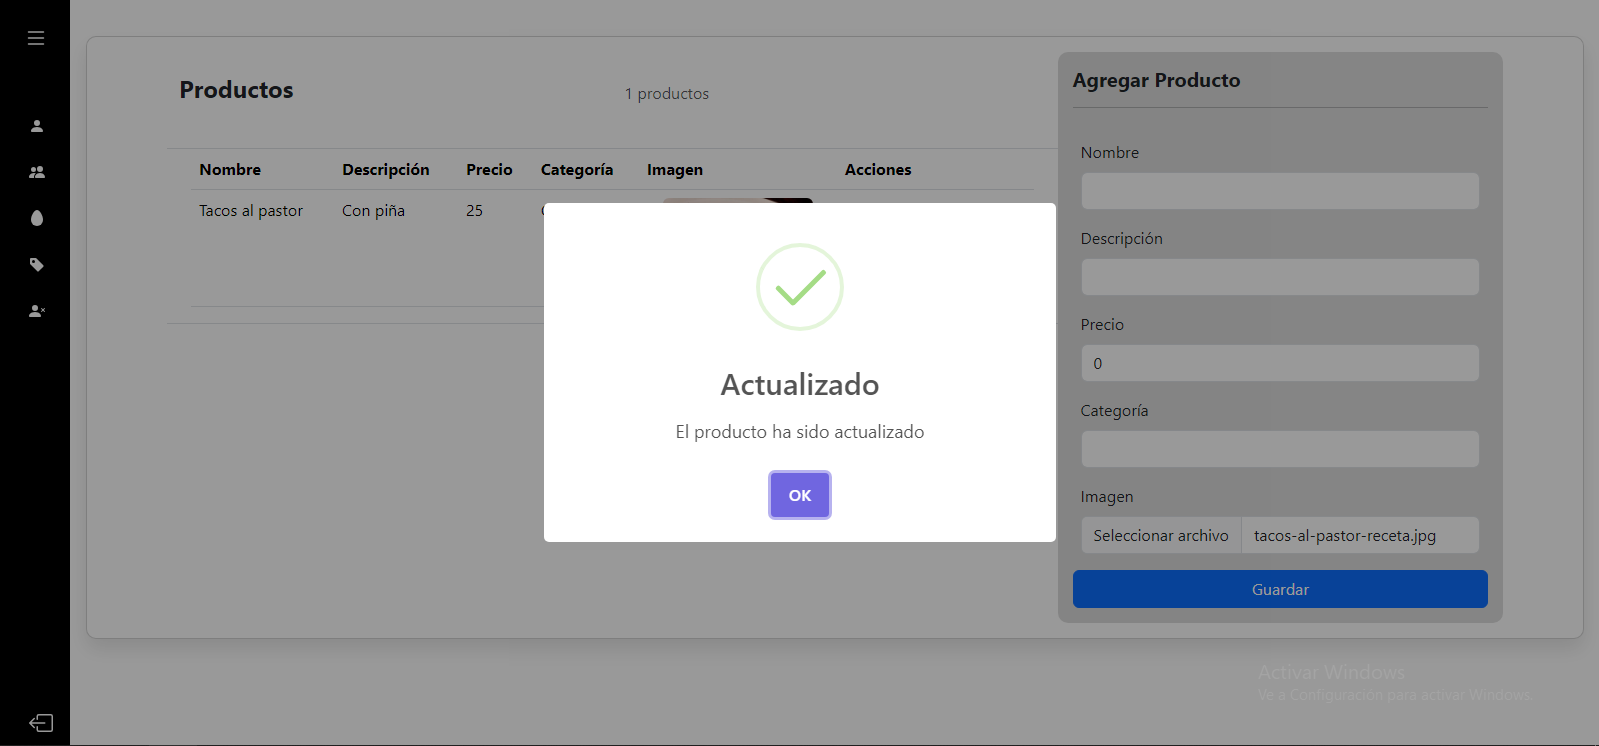 Productos
1 productos
Nombre Descripción Precio Categoría Imagen Acciones
Tacos al pastor Con piña 25
Actualizado
El producto ha sido actualizado
OK
Agregar Producto
Nombre
Descripción
Precio
0
Categoría
Imagen
Seleccionar archivo tacos-al-pastor-receta.jpg
Guardar
Activar Windows
Ve a Configuración para activar Windows.